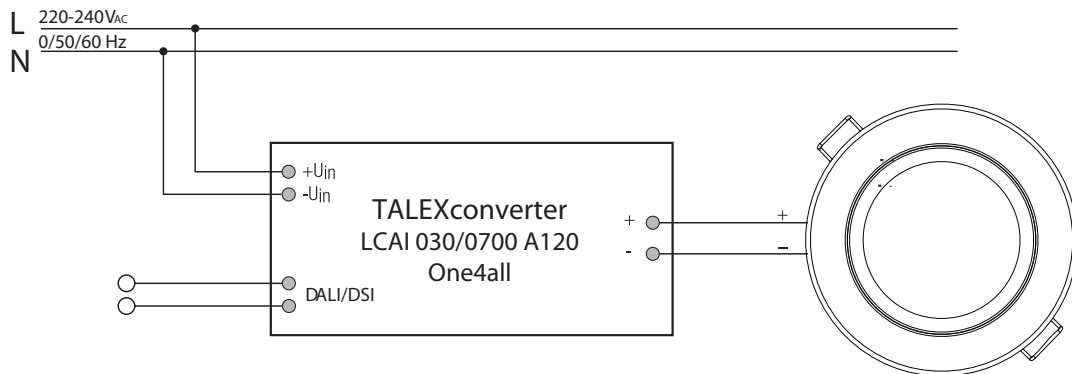 L 220-240VAC
N 0/50/60 Hz
+Uin
-Uin
TALEXconverter
LCAI 030/0700 A120
One4all
DALI/DSI
+ +
- –